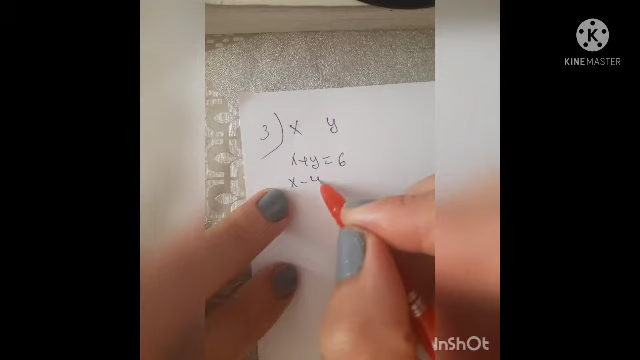 3) x y
x+y=6
x-y
K
KINEMASTER
InShOt